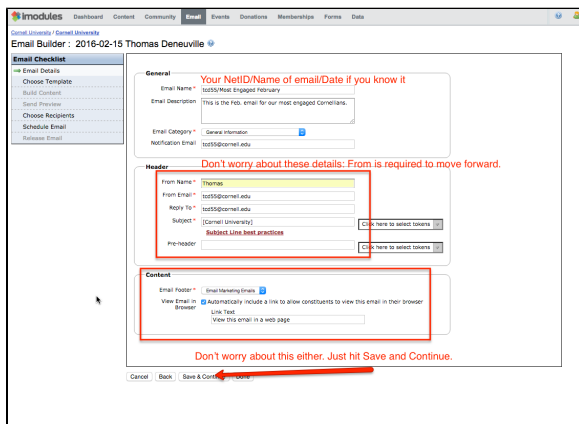 imodules Dashboard Content Community Email Events Donations Memberships Forms Data
Cornell University / Cornell University
Email Builder : 2016-02-15 Thomas Deneuville
Email Checklist
Email Details
Choose Template
Build Content
Send Preview
Choose Recipients
Schedule Email
Release Email
General
Your NetID/Name of email/Date if you know it
Email Name * tcd55/Most Engaged February
Email Description This is the Feb. email for our most engaged Cornellians.
Email Category * General Information
Notification Email tcd55@cornell.edu
Don't worry about these details: From is required to move forward.
Header
From Name * Thomas
From Email * tcd55@cornell.edu
Reply To * tcd55@cornell.edu
Subject * [Cornell University] Click here to select tokens
Subject Line best practices
Pre-header Click here to select tokens
Content
Email Footer * Email Marketing Emails
View Email in Browser Automatically include a link to allow constituents to view this email in their browser
Link Text
View this email in a web page
Don't worry about this either. Just hit Save and Continue.
Cancel Back Save & Continue Done